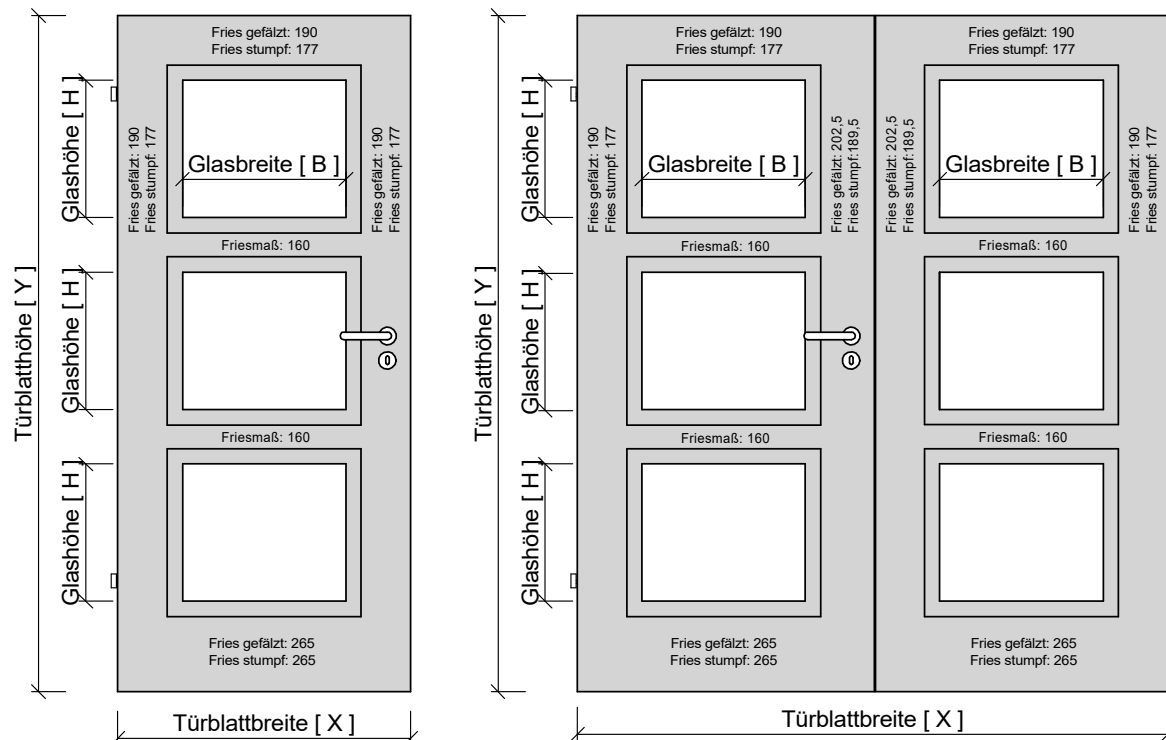 Fries gefälzt: 190
Fries stumpf: 177
Fries gefälzt: 190
Fries stumpf: 177
Fries gefälzt: 190
Fries stumpf: 177
Glasbreite [ B ]
Glashöhe [ H ]
Friesmaß: 160
Glashöhe [ H ]
Friesmaß: 160
Glashöhe [ H ]
Türblatthöhe [ Y ]
Fries gefälzt: 265
Fries stumpf: 265
Türblattbreite [ X ]
Fries gefälzt: 190
Fries stumpf: 177
Fries gefälzt: 190
Fries stumpf: 177
Fries gefälzt: 190
Fries stumpf: 177
Glasbreite [ B ]
Fries gefälzt: 202,5
Fries stumpf:189,5
Fries gefälzt: 202,5
Fries stumpf:189,5
Glasbreite [ B ]
Fries gefälzt: 190
Fries stumpf: 177
Glashöhe [ H ]
Friesmaß: 160
Friesmaß: 160
Glashöhe [ H ]
Friesmaß: 160
Friesmaß: 160
Glashöhe [ H ]
Türblatthöhe [ Y ]
Fries gefälzt: 265
Fries stumpf: 265
Fries gefälzt: 265
Fries stumpf: 265
Türblattbreite [ X ]